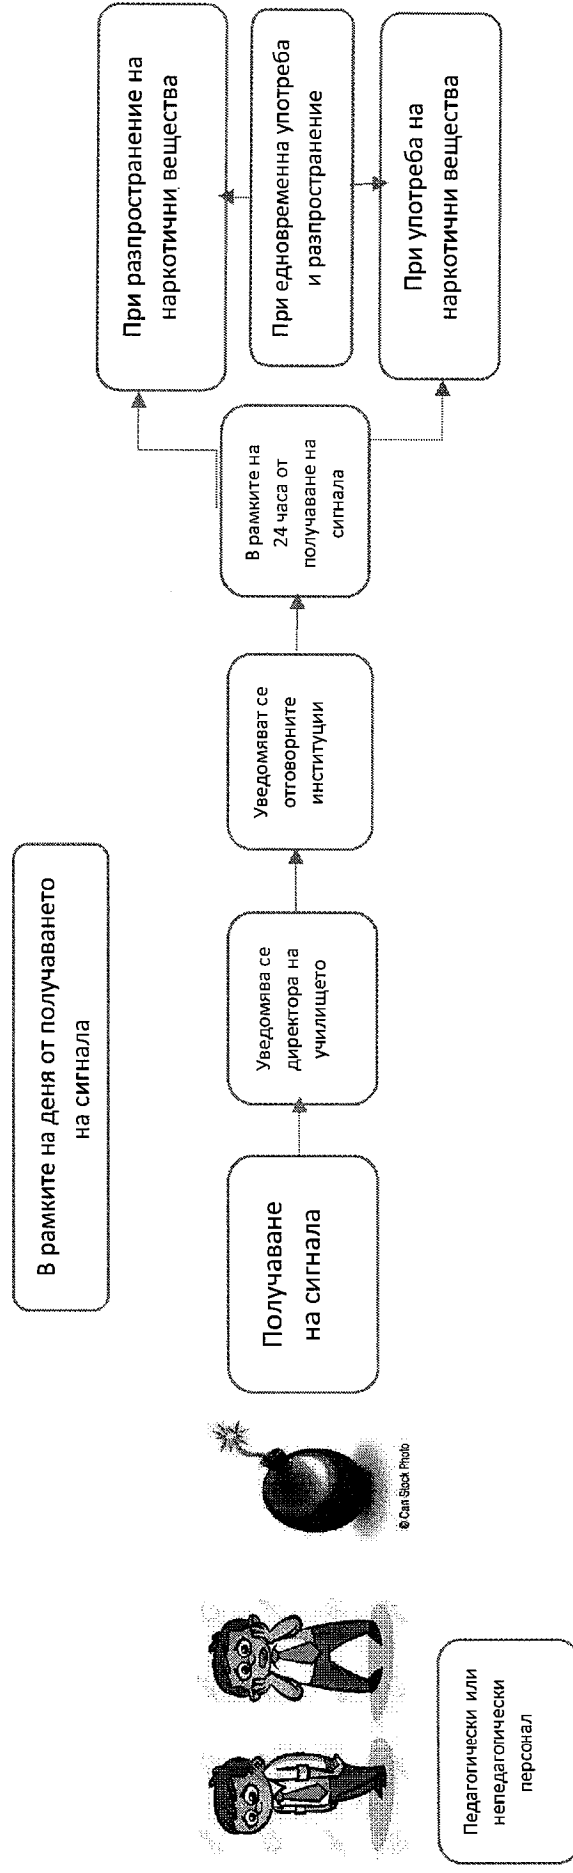 В рамките на деня от получаването
на сигнала
Педагогически или
непедагогически
персонал
© Can Stock Photo
Получаване
на сигнала
Уведомява се
директора на
училището
Уведомяват се
отговорните
институции
В рамките на
24 часа от
получаване на
сигнала
При разпространение на
наркотични вещества
При едновременна употреба
и разпространение
При употреба на
наркотични вещества